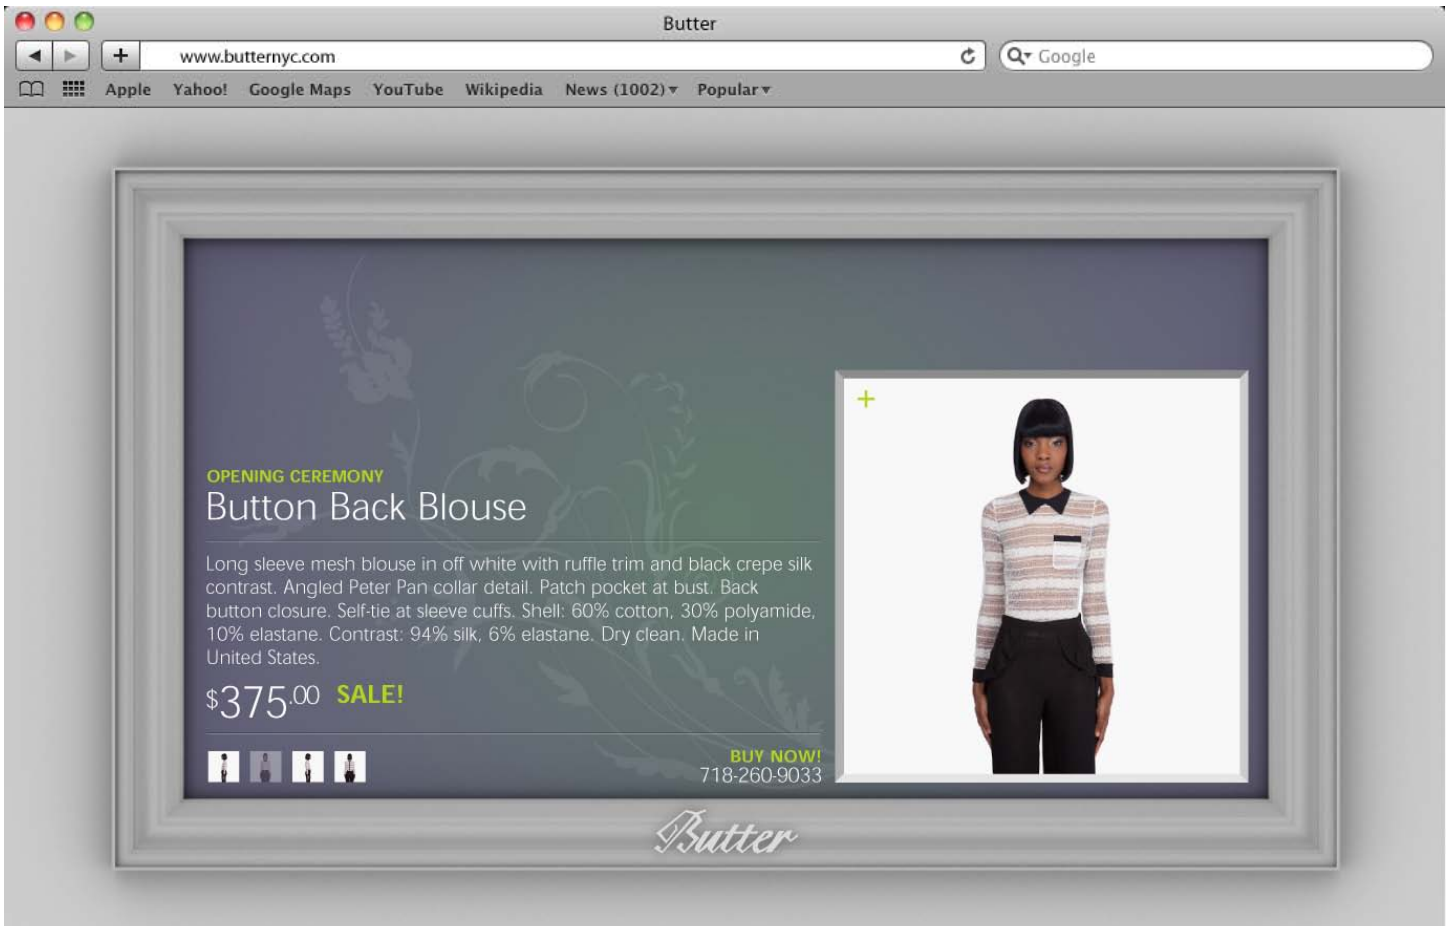 Butter
www.butternyc.com
Google
Apple Yahoo! Google Maps YouTube Wikipedia News (1002) Popular
OPENING CEREMONY
Button Back Blouse
Long sleeve mesh blouse in off white with ruffle trim and black crepe silk
contrast. Angled Peter Pan collar detail. Patch pocket at bust. Back
button closure. Self-tie at sleeve cuffs. Shell: 60% cotton, 30% polyamide,
10% elastane. Contrast: 94% silk, 6% elastane. Dry clean. Made in
United States.
$375.00 SALE!
BUY NOW!
718-260-9033
Butter